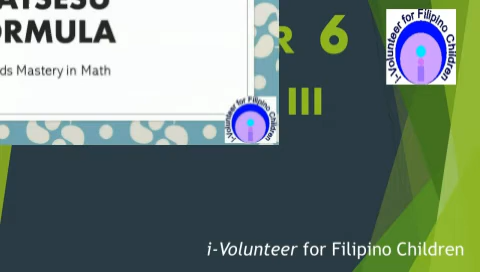 ORMULA
ds Mastery in Math
R 6
III
i-Volunteer for Filipino Children
i-Volunteer for Filipino Children
i-Volunteer for Filipino Children